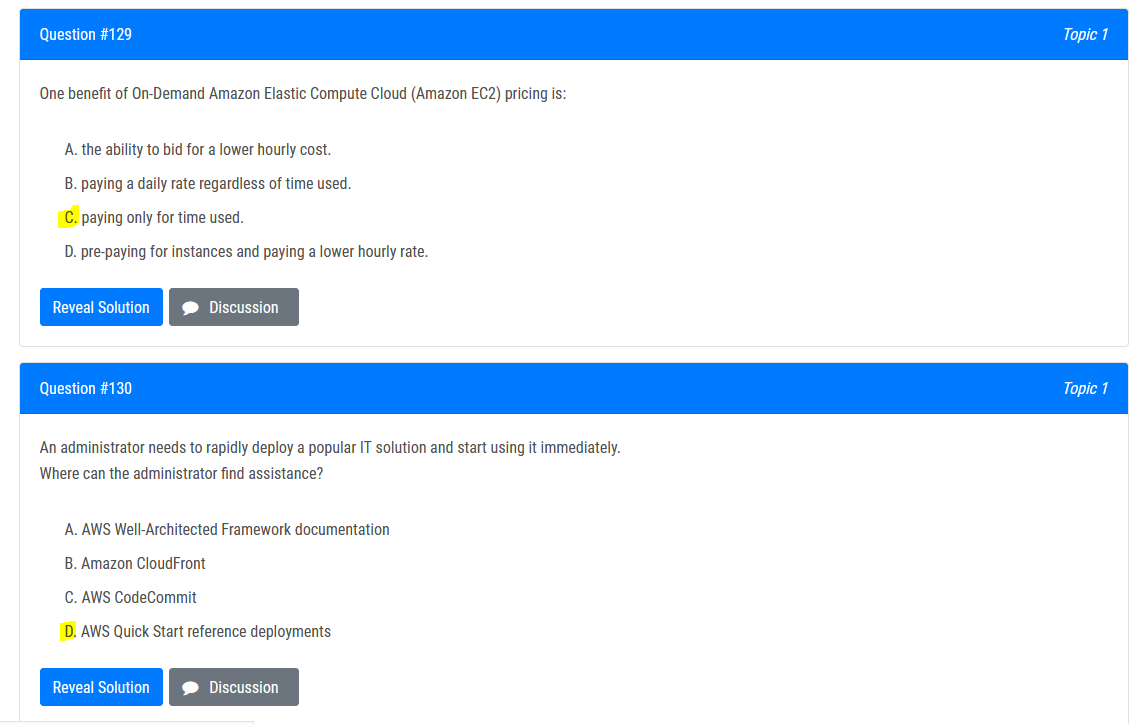 Question #129
Topic 1
One benefit of On-Demand Amazon Elastic Compute Cloud (Amazon EC2) pricing is:
A. the ability to bid for a lower hourly cost.
B. paying a daily rate regardless of time used.
C. paying only for time used.
D. pre-paying for instances and paying a lower hourly rate.
Reveal Solution
Discussion
Question #130
Topic 1
An administrator needs to rapidly deploy a popular IT solution and start using it immediately.
Where can the administrator find assistance?
A. AWS Well-Architected Framework documentation
B. Amazon CloudFront
C. AWS CodeCommit
D. AWS Quick Start reference deployments
Reveal Solution
Discussion